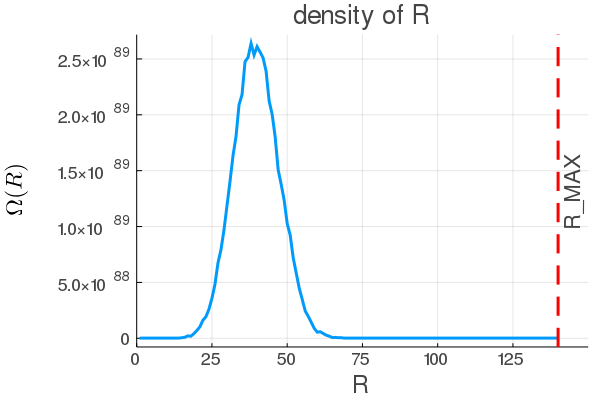 density of R
Ω(R)
2.5×10^89
2.0×10^89
1.5×10^89
1.0×10^89
5.0×10^88
0
0 25 50 75 100 125
R
R_MAX